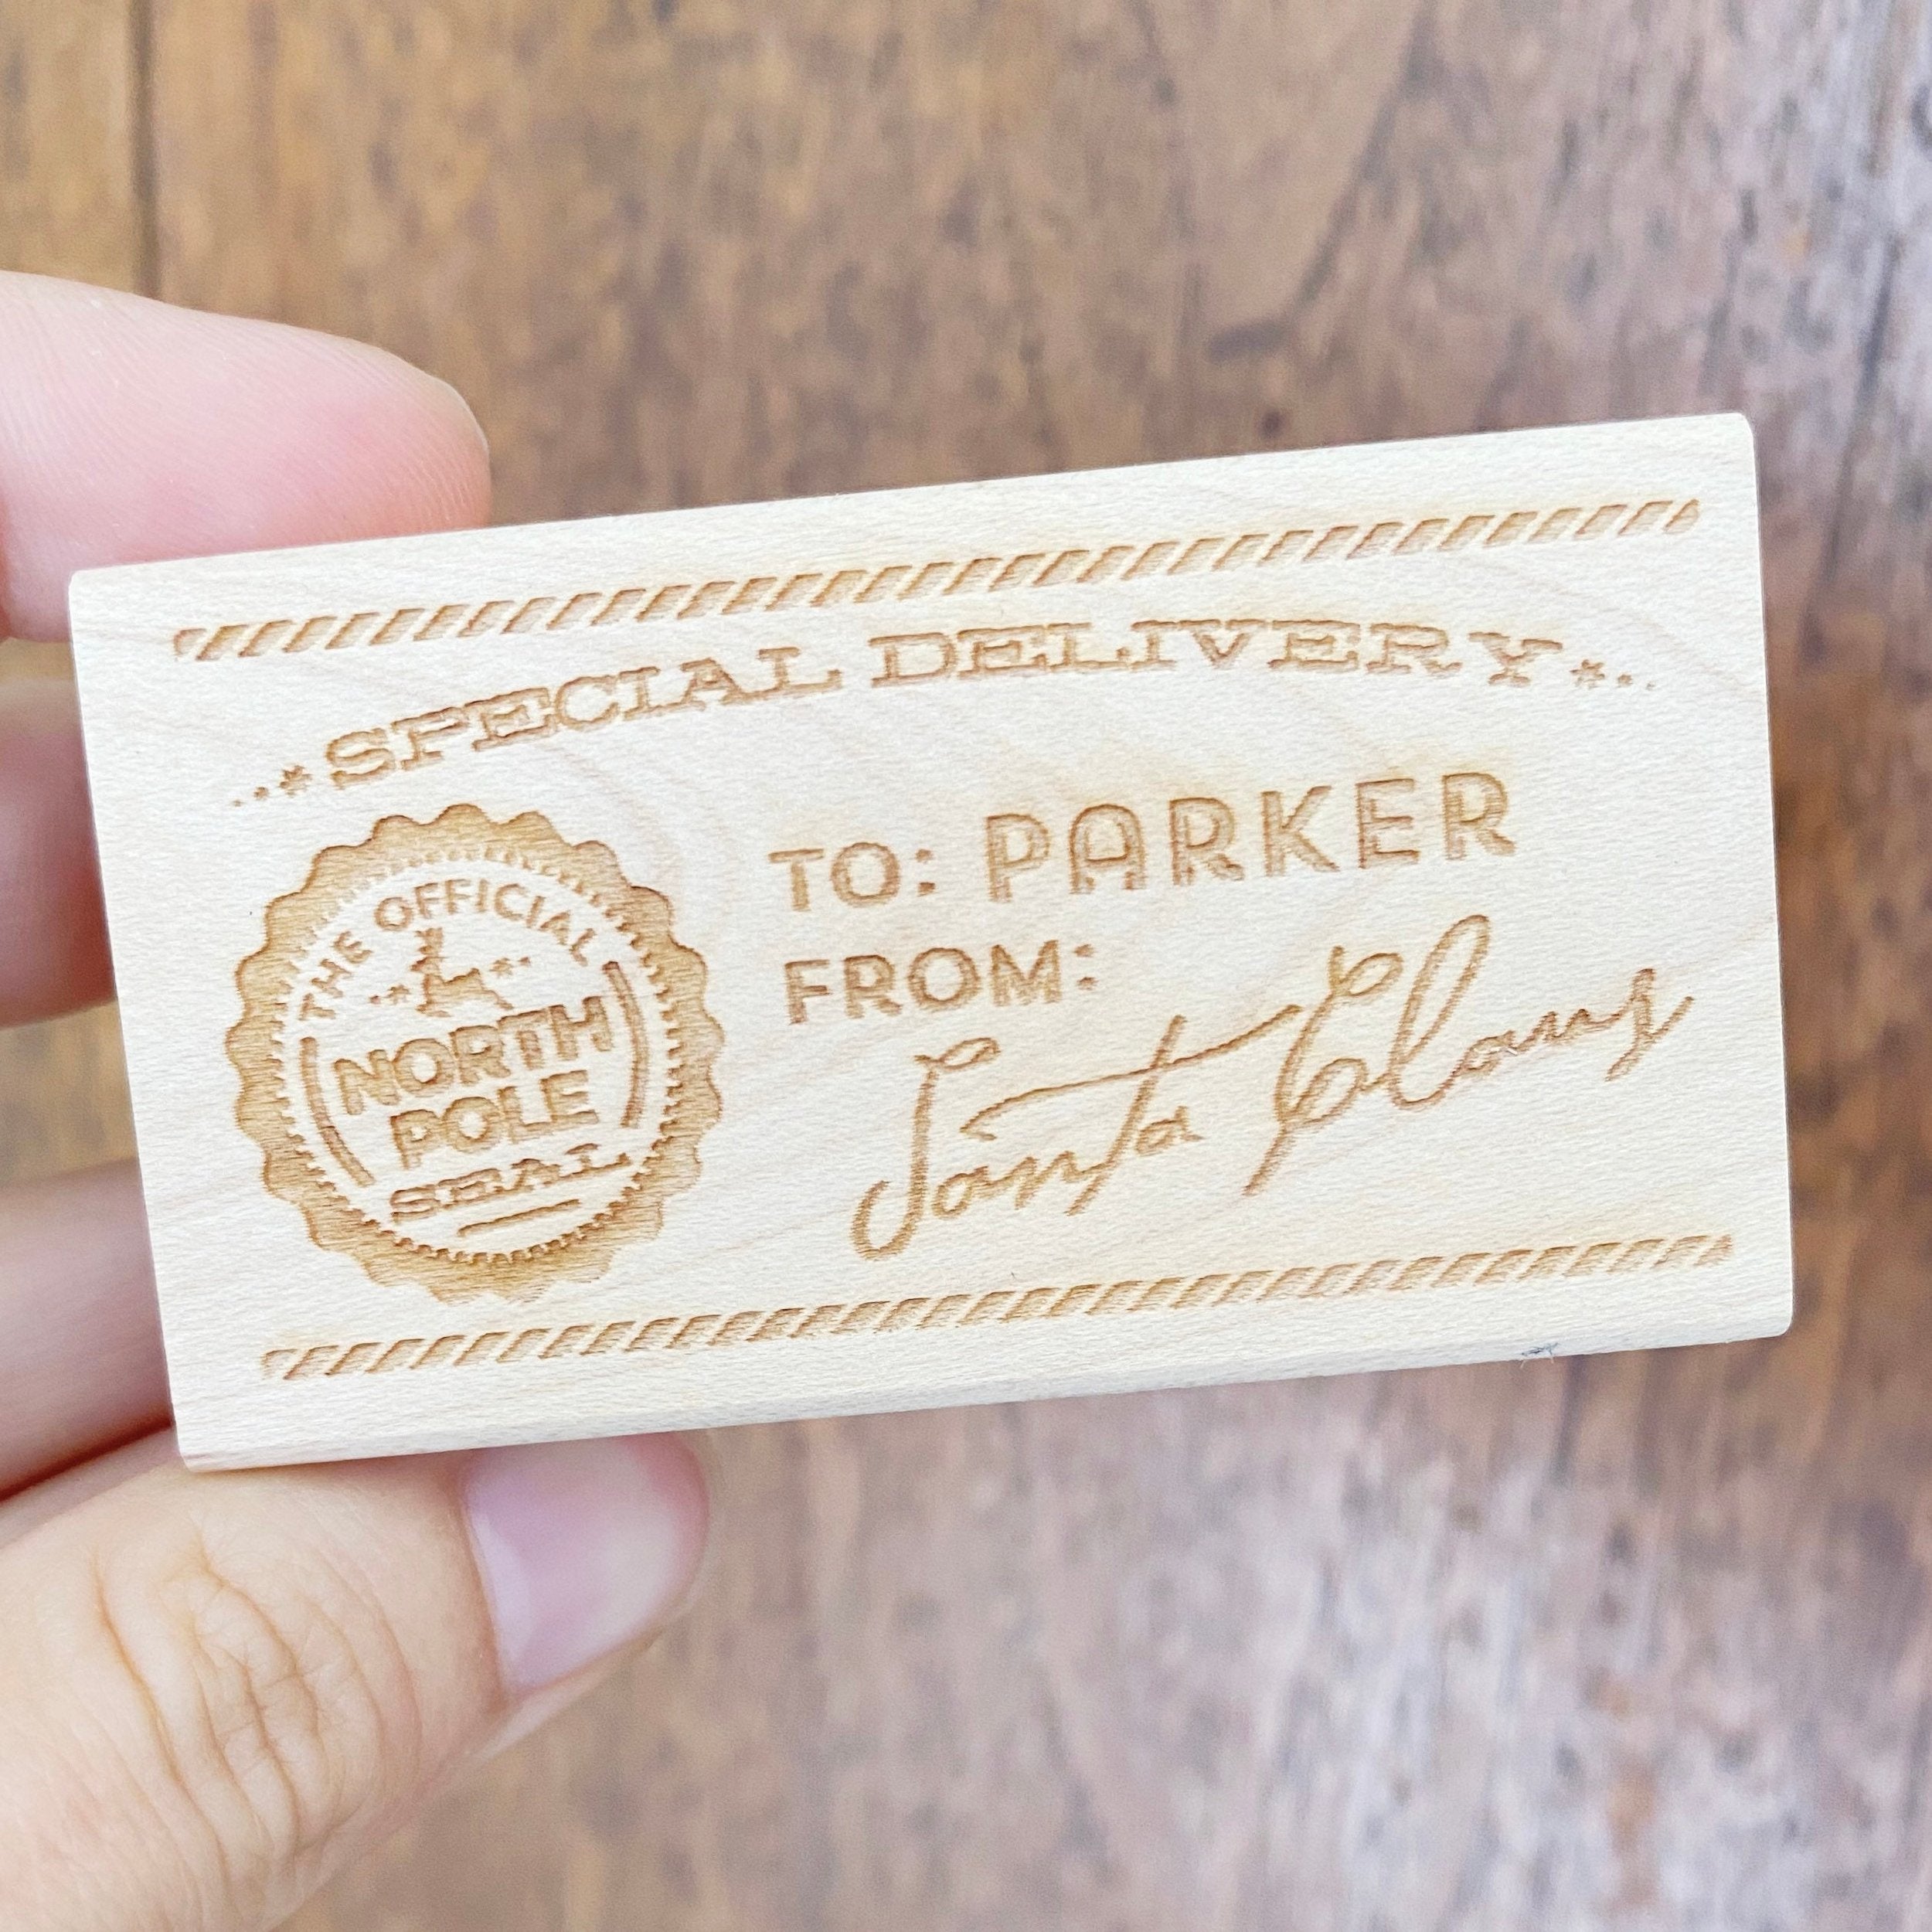 SPECIAL DELIVERY
THE OFFICIAL
NORTH
POLE
SEAL
TO: PARKER
FROM:
Santa Claus